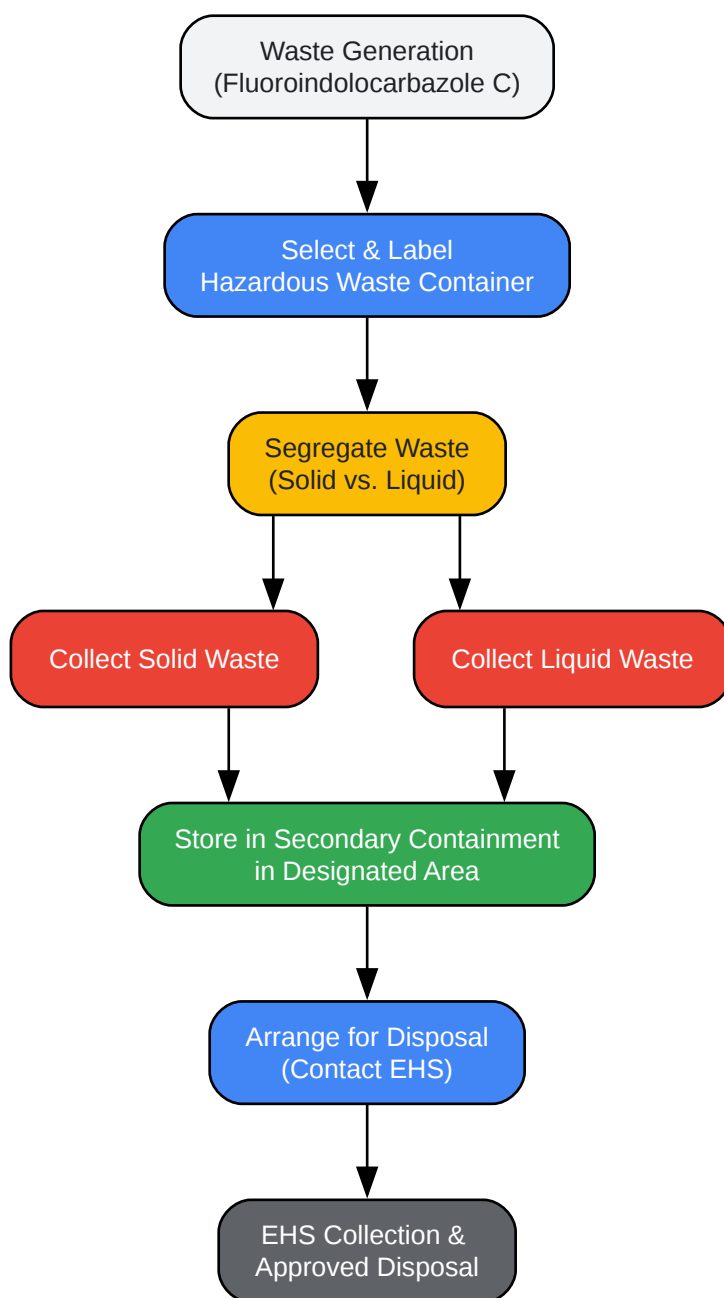 Waste Generation
(Fluoroindolocarbazole C)
Select & Label
Hazardous Waste Container
Segregate Waste
(Solid vs. Liquid)
Collect Solid Waste
Collect Liquid Waste
Store in Secondary Containment
in Designated Area
Arrange for Disposal
(Contact EHS)
EHS Collection &
Approved Disposal